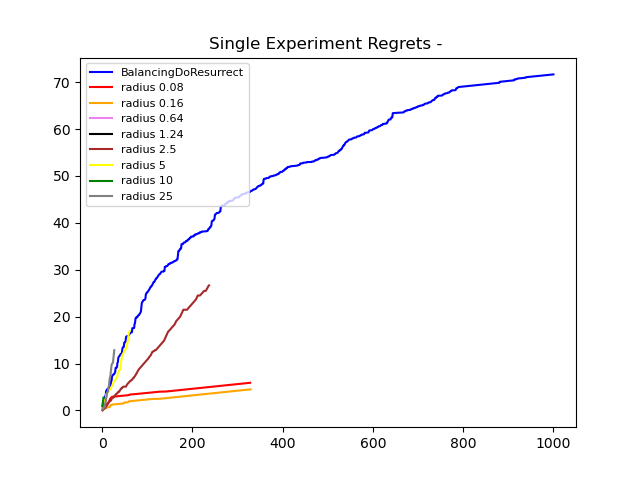 Single Experiment Regrets -
BalancingDoResurrect
radius 0.08
radius 0.16
radius 0.64
radius 1.24
radius 2.5
radius 5
radius 10
radius 25
70
60
50
40
30
20
10
0
0 200 400 600 800 1000